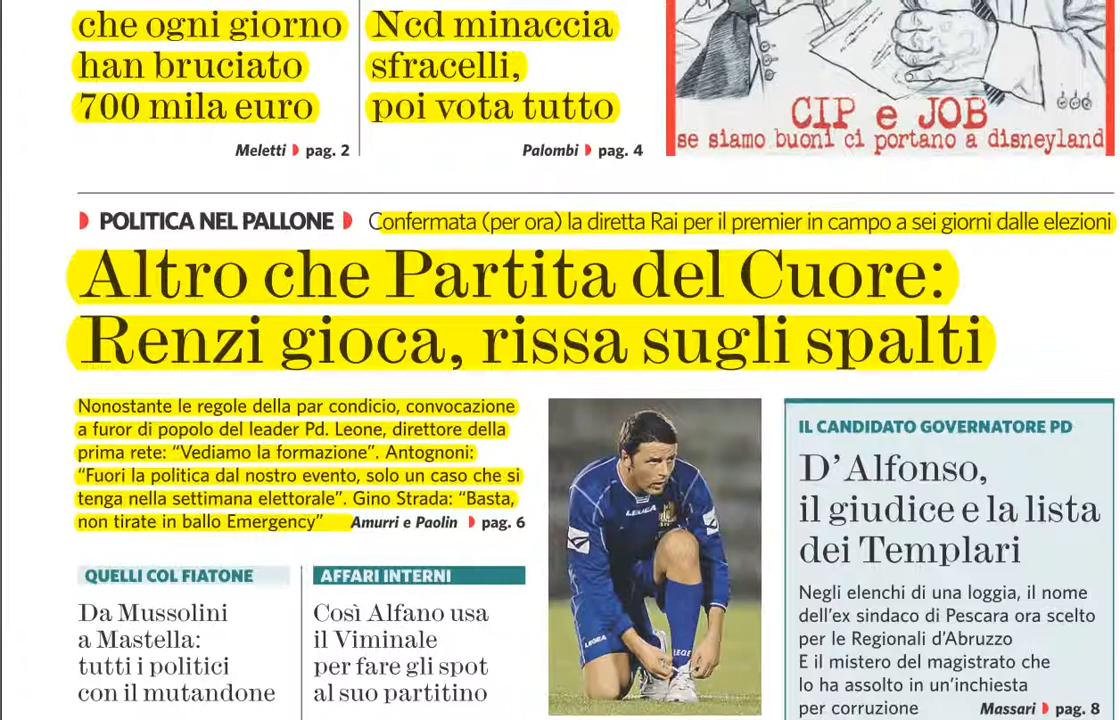 che ogni giorno
han bruciato
700 mila euro
Meletti pag. 2
Ncd minaccia
sfracelli,
poi vota tutto
Palombi pag. 4
CIP e JOB
se siamo buoni ci portano a disneyland
POLITICA NEL PALLONE Confermata (per ora) la diretta Rai per il premier in campo a sei giorni dalle elezioni
Altro che Partita del Cuore:
Renzi gioca, rissa sugli spalti
Nonostante le regole della par condicio, convocazione
a furor di popolo del leader Pd. Leone, direttore della
prima rete: “Vediamo la formazione”. Antognoni:
“Fuori la politica dal nostro evento, solo un caso che si
tenga nella settimana elettorale”. Gino Strada: “Basta,
non tirate in ballo Emergency” Amurri e Paolin pag. 6
QUELLI COL FIATONE
Da Mussolini
a Mastella:
tutti i politici
con il mutandone
AFFARI INTERNI
Così Alfano usa
il Viminale
per fare gli spot
al suo partitino
LEGEA
LEGEA
LEGE
IL CANDIDATO GOVERNATORE PD
D’Alfonso,
il giudice e la lista
dei Templari
Negli elenchi di una loggia, il nome
dell’ex sindaco di Pescara ora scelto
per le Regionali d’Abruzzo
E il mistero del magistrato che
lo ha assolto in un’inchiesta
per corruzione Massari pag. 8